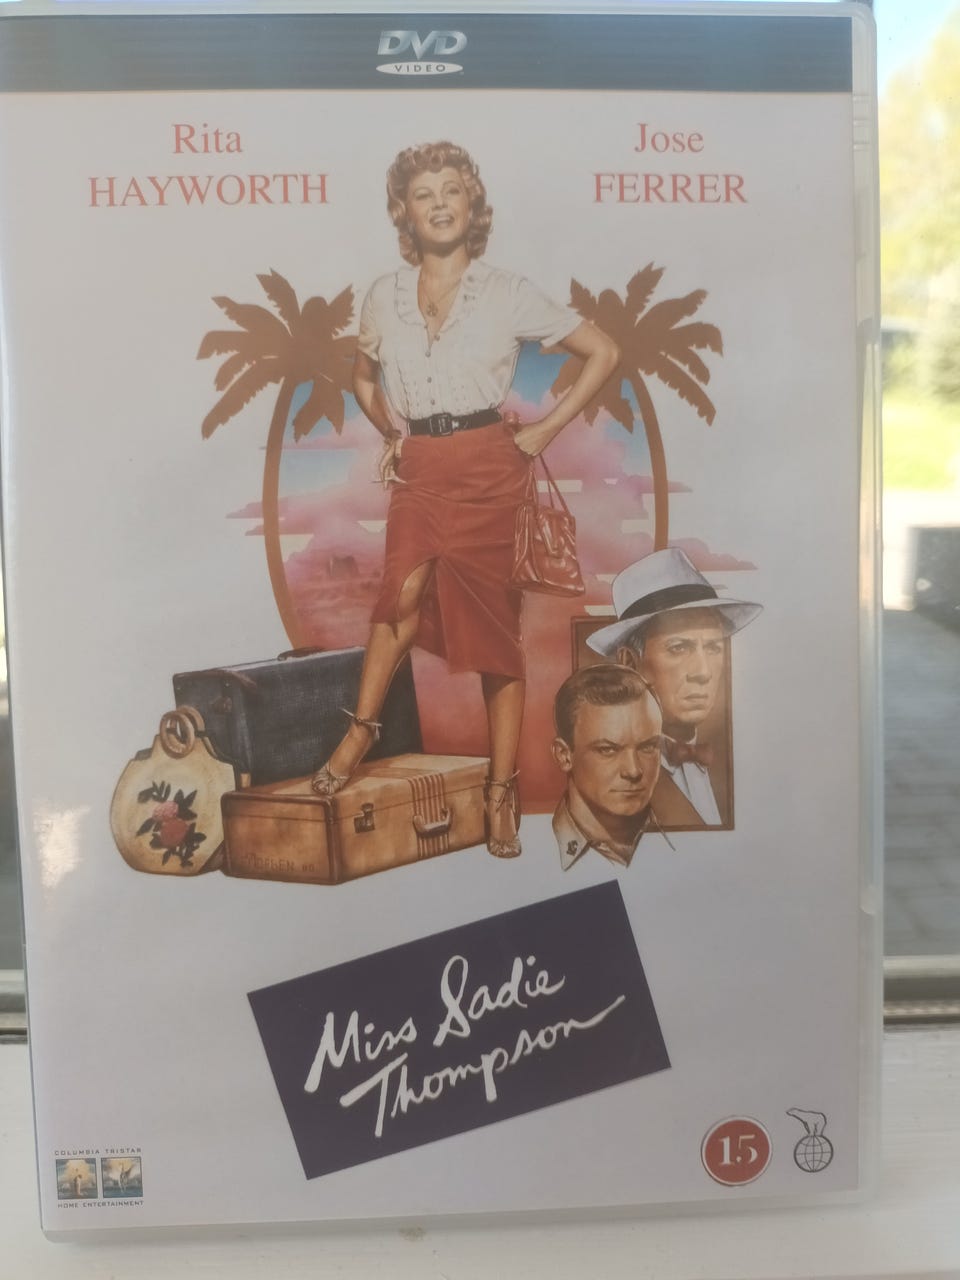 DVD
VIDEO
Rita
HAYWORTH
Jose
FERRER
Miss Sadie
Thompson
COLUMBIA TRISTAR
HOME ENTERTAINMENT
15